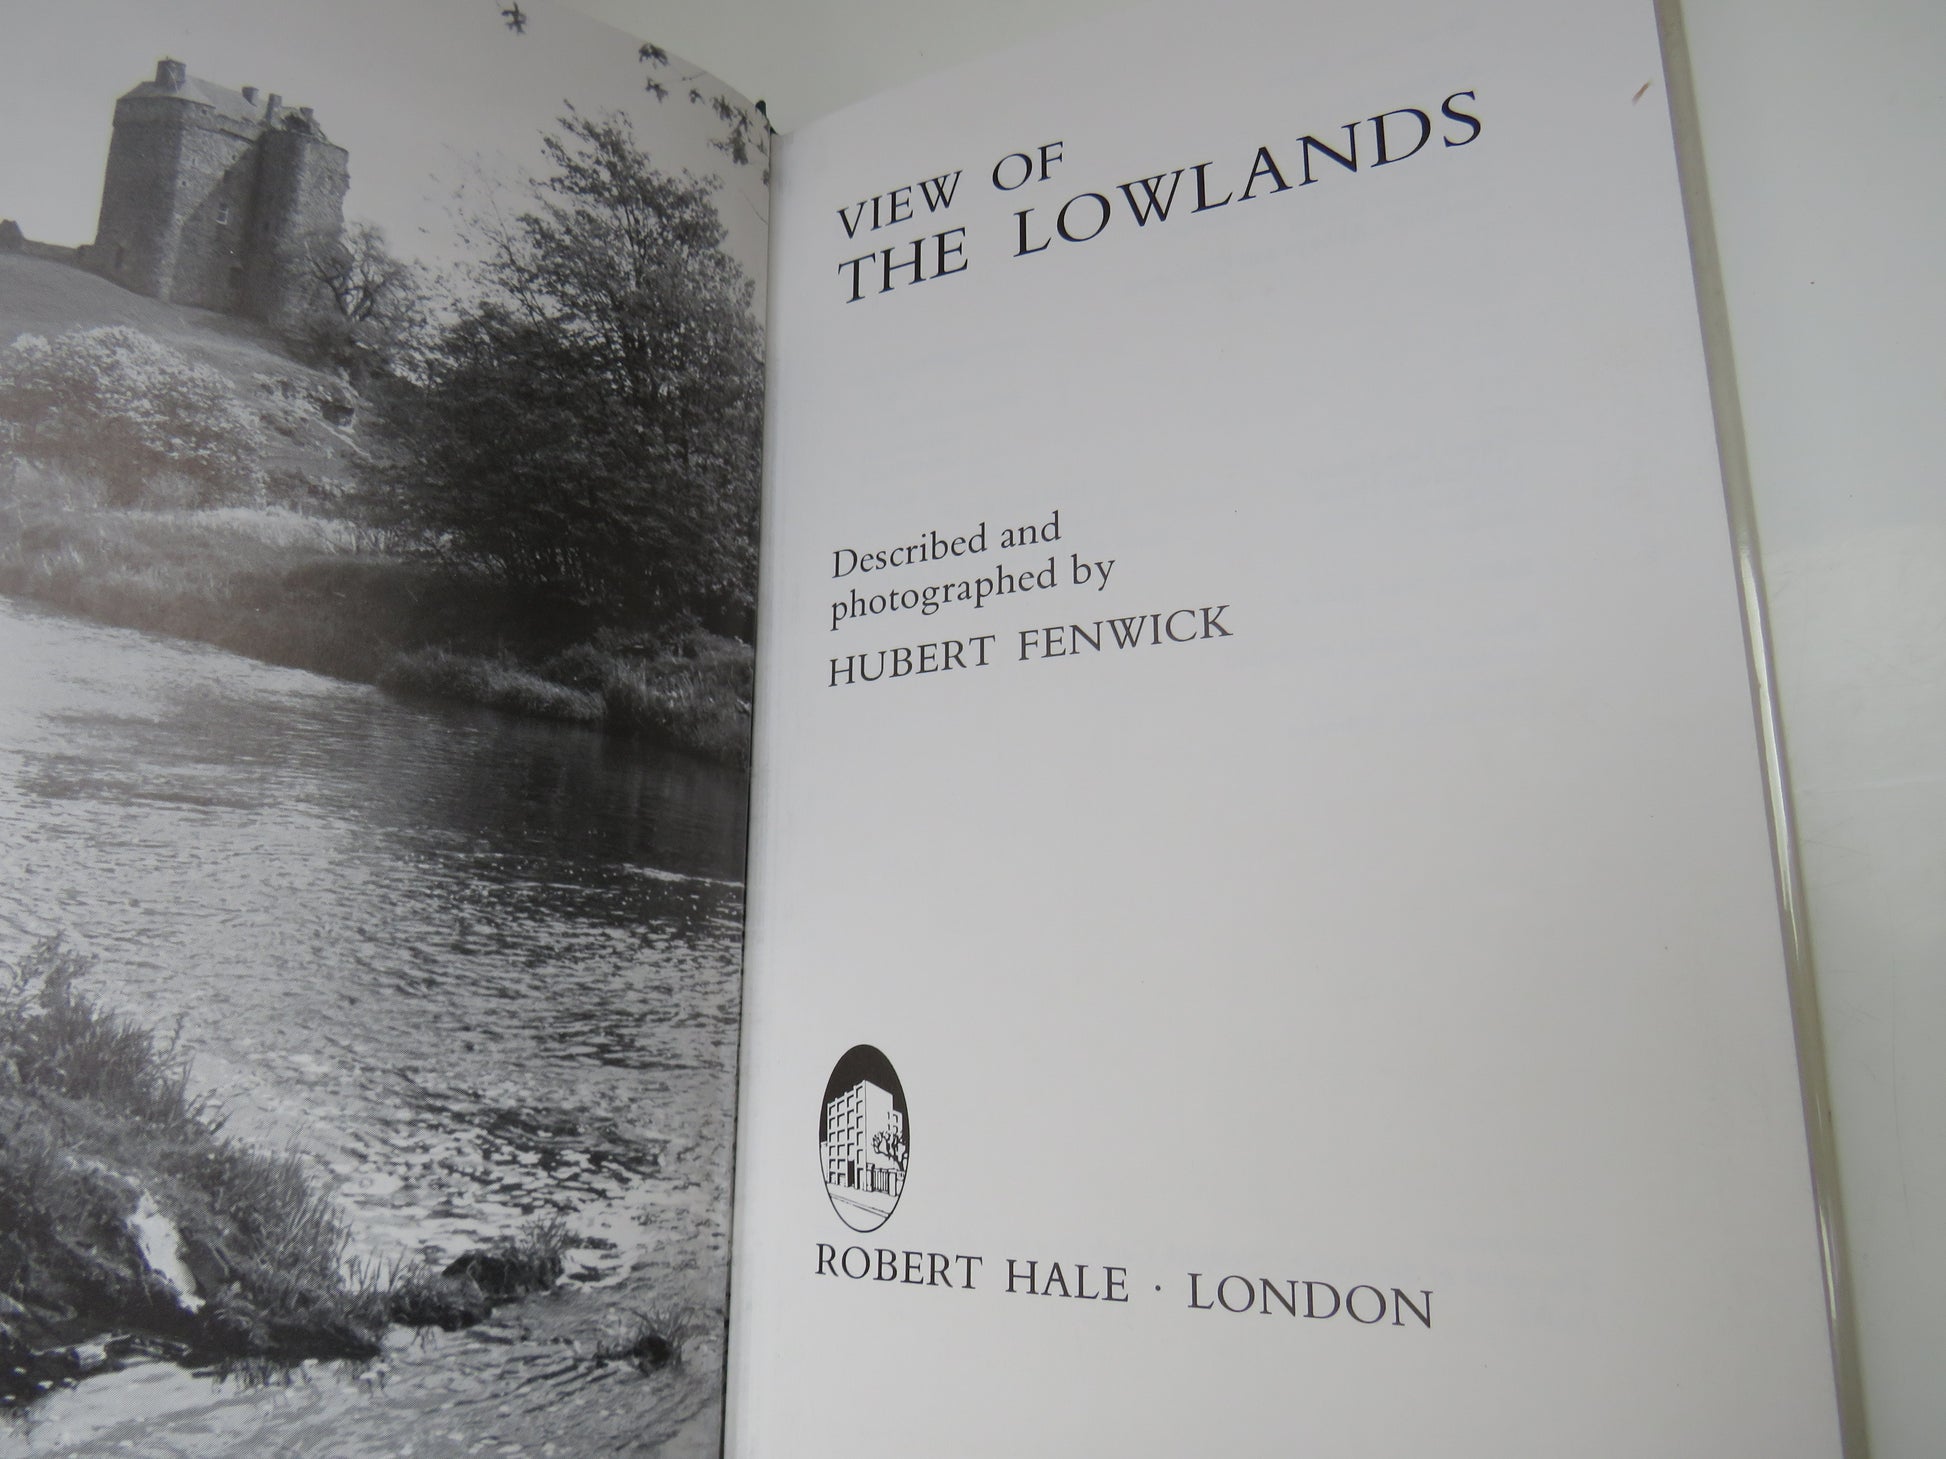 VIEW OF
THE LOWLANDS
Described and
photographed by
HUBERT FENWICK
ROBERT HALE · LONDON